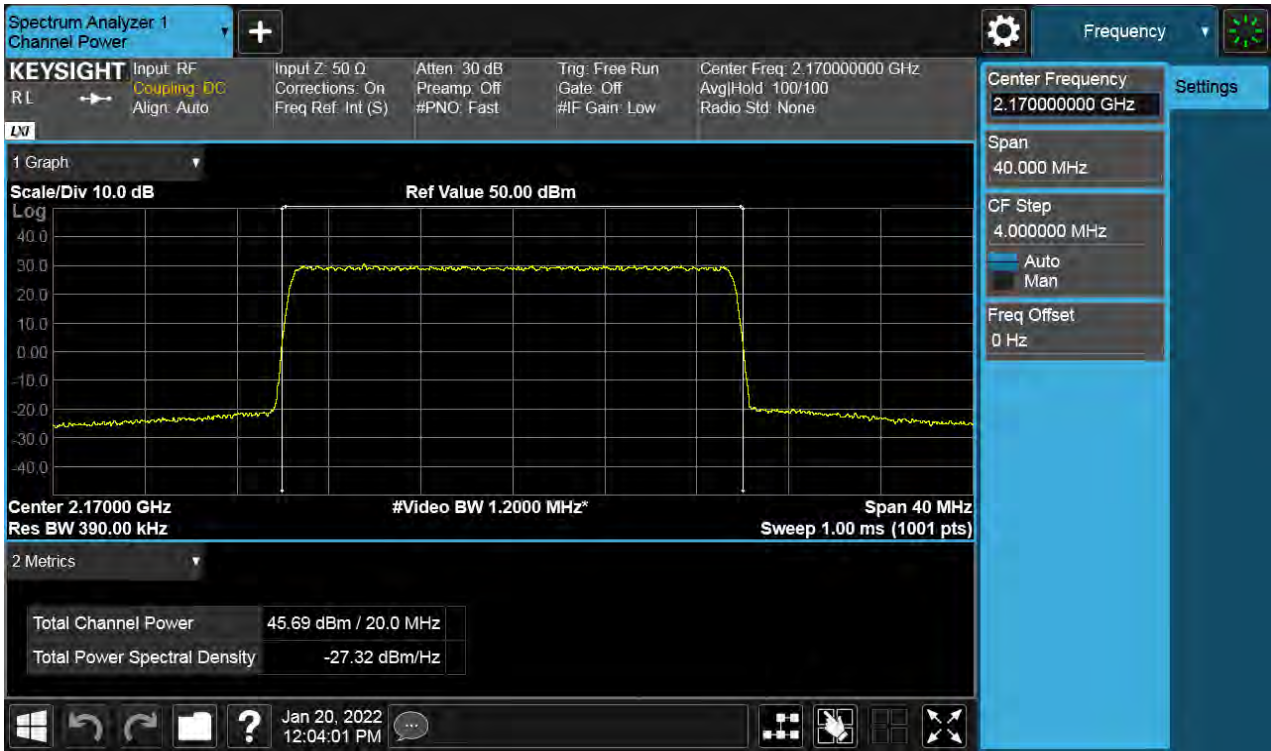 Spectrum Analyzer 1
Channel Power
+
Frequency
KEYSIGHT
RL
LXI
Input: RF
Coupling: DC
Align: Auto
Input Z: 50 Ω
Corrections: On
Freq Ref: Int (S)
Atten: 30 dB
Preamp: Off
#PNO: Fast
Trig: Free Run
Gate: Off
#IF Gain: Low
Center Freq: 2.170000000 GHz
Avg|Hold: 100/100
Radio Std: None
1 Graph
Scale/Div 10.0 dB
Ref Value 50.00 dBm
Log
40.0
30.0
20.0
10.0
0.00
-10.0
-20.0
-30.0
-40.0
Center 2.17000 GHz
#Video BW 1.2000 MHz*
Span 40 MHz
Res BW 390.00 kHz
Sweep 1.00 ms (1001 pts)
2 Metrics
Total Channel Power 45.69 dBm / 20.0 MHz
Total Power Spectral Density -27.32 dBm/Hz
?
Jan 20, 2022
12:04:01 PM
Center Frequency
2.170000000 GHz
Settings
Span
40.000 MHz
CF Step
4.000000 MHz
Auto
Man
Freq Offset
0 Hz